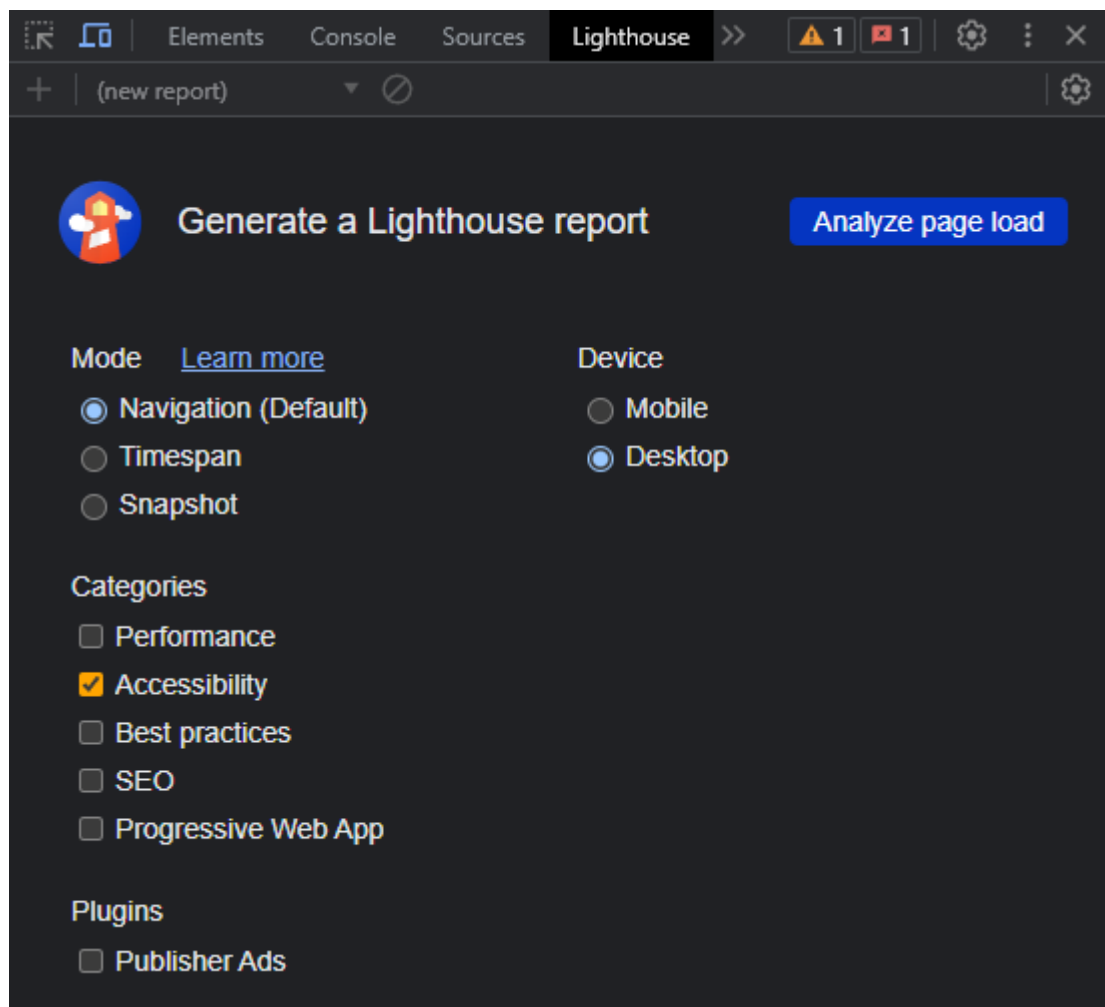 Elements Console Sources Lighthouse >> 1 1
(new report)
Generate a Lighthouse report Analyze page load
Mode Learn more Device
Navigation (Default) Mobile
Timespan Desktop
Snapshot
Categories
Performance
Accessibility
Best practices
SEO
Progressive Web App
Plugins
Publisher Ads